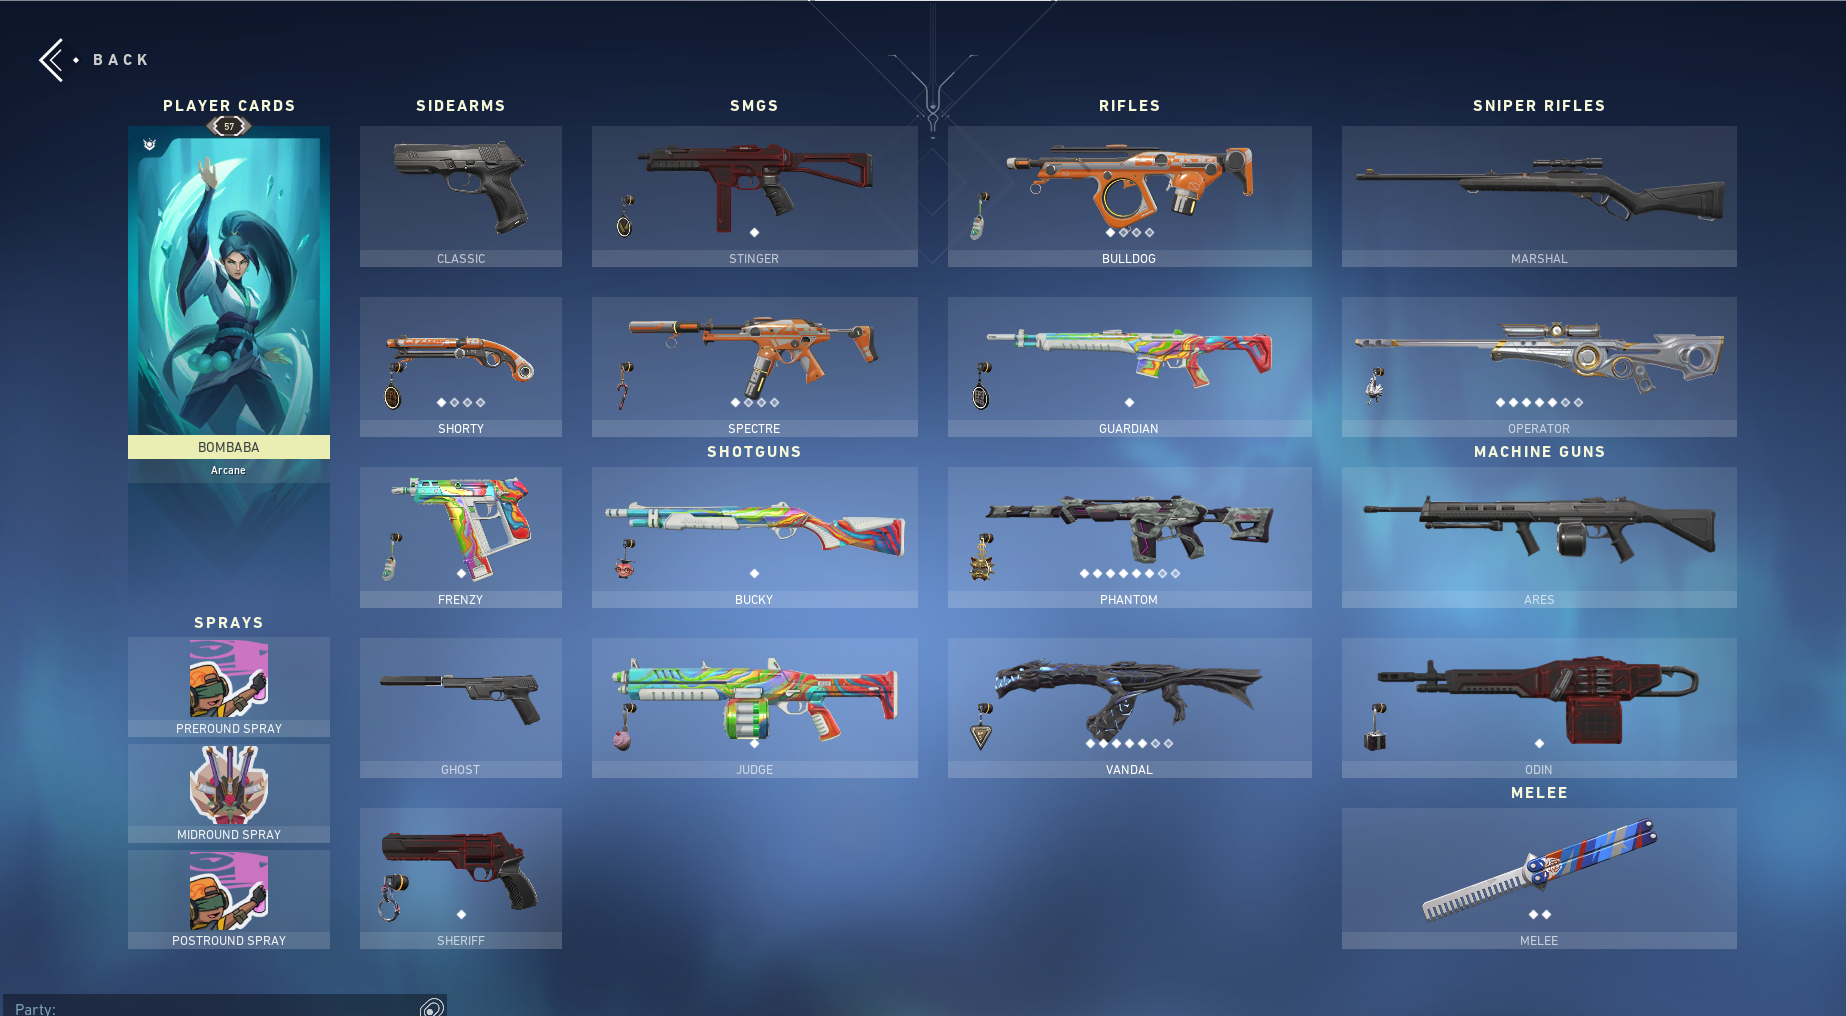 BACK
PLAYER CARDS
57
BOMBABA
Arcane
SPRAYS
PREROUND SPRAY
MIDROUND SPRAY
POSTROUND SPRAY
SIDEARMS
CLASSIC
SHORTY
FRENZY
GHOST
SHERIFF
SMGS
STINGER
SPECTRE
SHOTGUNS
BUCKY
JUDGE
RIFLES
BULLDOG
GUARDIAN
PHANTOM
VANDAL
SNIPER RIFLES
MARSHAL
OPERATOR
MACHINE GUNS
ARES
ODIN
MELEE
MELEE
Party: